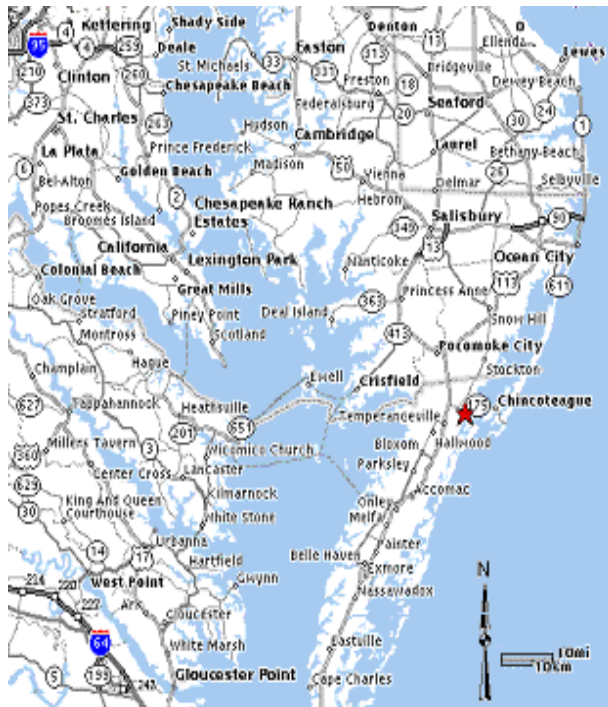 Kettering
4
Shady Side
Denton
13
Ellendal
Lewes
95
4
259
Deale
33
Easton
313
Bridgeville
210
Clinton
260
St. Michaels
331
Preston
18
Dewey Beach
373
Chesapeake Beach
Federalsburg
20
Seaford
24
St. Charles
263
Hudson
Cambridge
30
1
Prince Frederick
Laurel
Bethany-Beach
La Plata
Madison
50
Vienna
26
6
Golden Beach
Delmar
Selbyville
Bel-Alton
2
Chesapeake Ranch
Estates
Hebron
Popes Creek
Broomes Island
349
Salisbury
90
California
13
Colonial Beach
Lexington Park
Nanticoke
Ocean City
Great Mills
363
Princess Anne
113
611
Oak Grove
Stratford
Piney Point
Deal Island
Snow Hill
Montross
Scotland
413
Pocomoke City
Hague
Ewell
Crisfield
Stockton
Champlain
Heathsville
175
Chincoteague
627
Tappahannock
651
Temperanceville
201
Hallwood
Millers Tavern
3
Wicomico Church
Bloxom
360
Center Cross
Lancaster
Parksley
629
Kilmarnock
Accomac
King And Queen
Courthouse
Onley
30
White Stone
Melfa
Urbanna
Painter
14
17
Hartfield
Belle Haven
N
214
220
West Point
Gwynn
Exmore
227
Ark
Nassawadox
Gloucester
64
White Marsh
Eastville
10mi
10km
5
199
243
Gloucester Point
Cape Charles